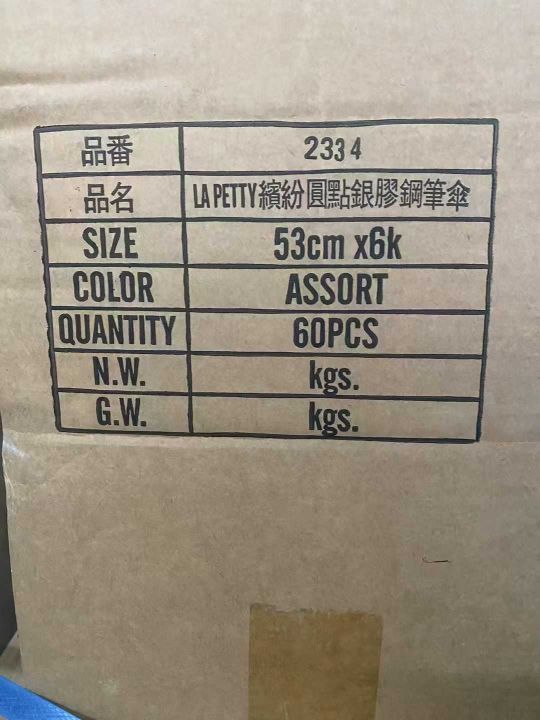 品番 2334
品名 LA PETTY繽紛圓點銀膠鋼筆傘
SIZE 53cm x6k
COLOR ASSORT
QUANTITY 60PCS
N.W. kgs.
G.W. kgs.